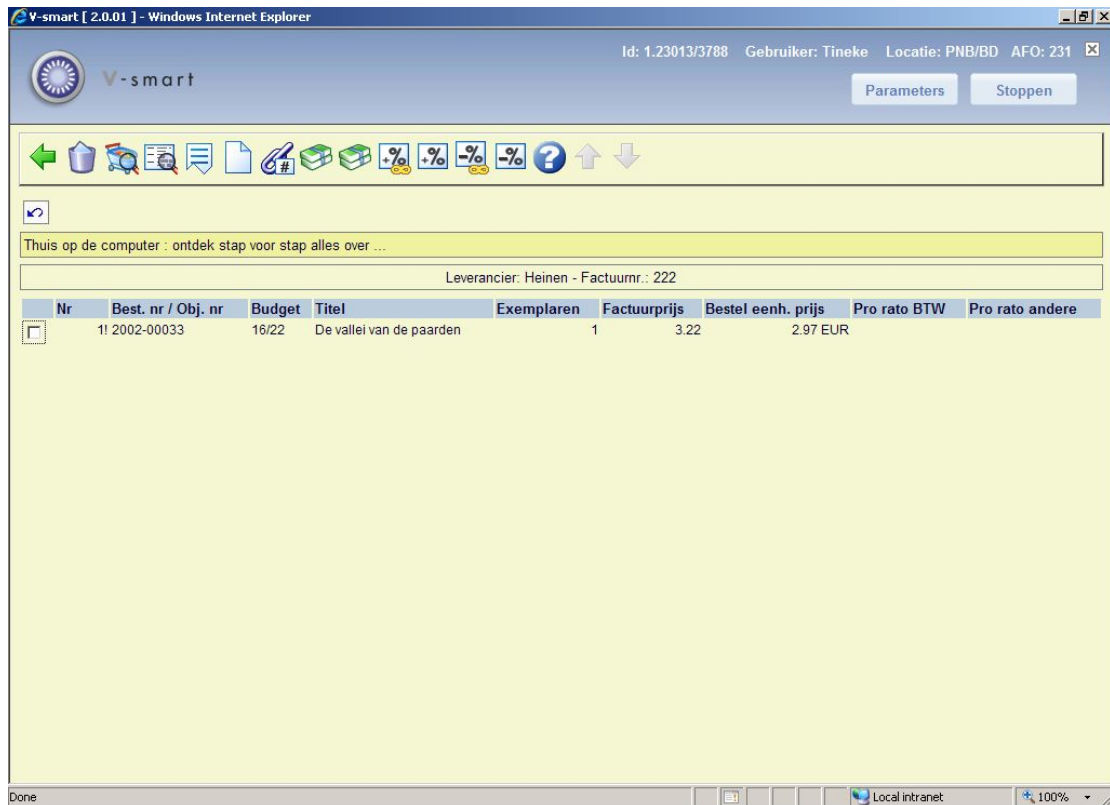 V-smart [ 2.0.01 ] - Windows Internet Explorer
Id: 1.23013/3788 Gebruiker: Tineke Locatie: PNB/BD AFO: 231
V-smart
Parameters Stoppen
# +% +% -% -% ?
Thuis op de computer : ontdek stap voor stap alles over ...
Leverancier: Heinen - Factuurnr.: 222
Nr Best. nr / Obj. nr Budget Titel Exemplaren Factuurprijs Bestel eenh. prijs Pro rato BTW Pro rato andere
1! 2002-00033 16/22 De vallei van de paarden 1 3.22 2.97 EUR
Done Local intranet 100%